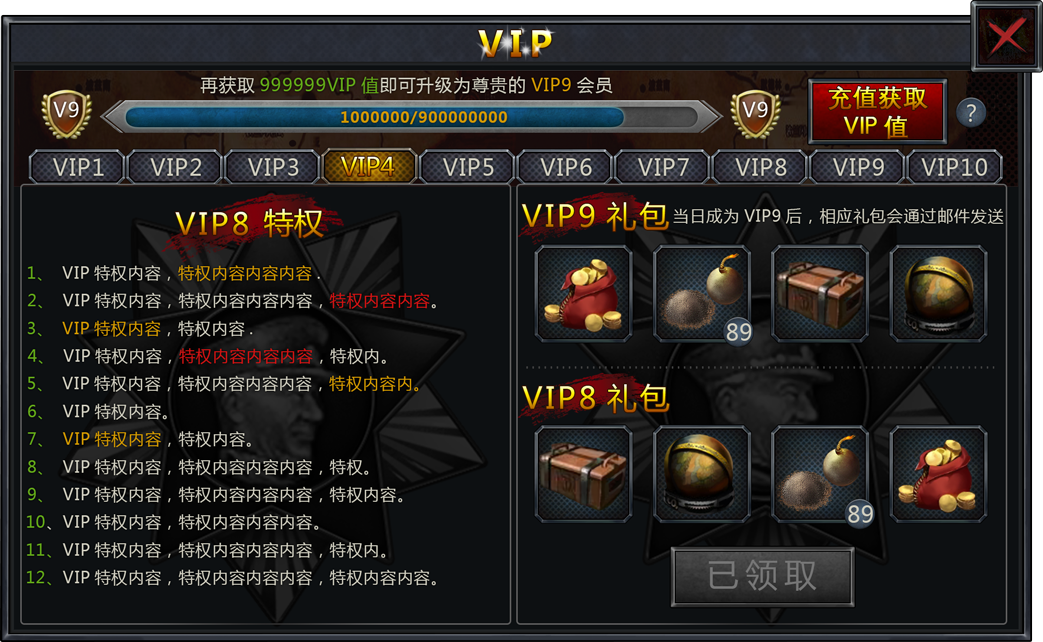 VIP
再获取 999999VIP 值即可升级为尊贵的 VIP9 会员
V9
1000000/900000000
V9
充值获取
VIP 值
?
VIP1 VIP2 VIP3 VIP4 VIP5 VIP6 VIP7 VIP8 VIP9 VIP10
VIP8 特权
1、 VIP 特权内容，特权内容内容内容 .
2、 VIP 特权内容，特权内容内容内容，特权内容内容。
3、 VIP 特权内容，特权内容 .
4、 VIP 特权内容，特权内容内容内容，特权内。
5、 VIP 特权内容，特权内容内容内容，特权内容内。
6、 VIP 特权内容。
7、 VIP 特权内容，特权内容。
8、 VIP 特权内容，特权内容内容内容，特权。
9、 VIP 特权内容，特权内容内容内容，特权内容。
10、 VIP 特权内容，特权内容内容内容。
11、 VIP 特权内容，特权内容内容内容，特权内。
12、 VIP 特权内容，特权内容内容内容，特权内容内容。
VIP9 礼包 当日成为 VIP9 后，相应礼包会通过邮件发送
89
VIP8 礼包
89
已领取